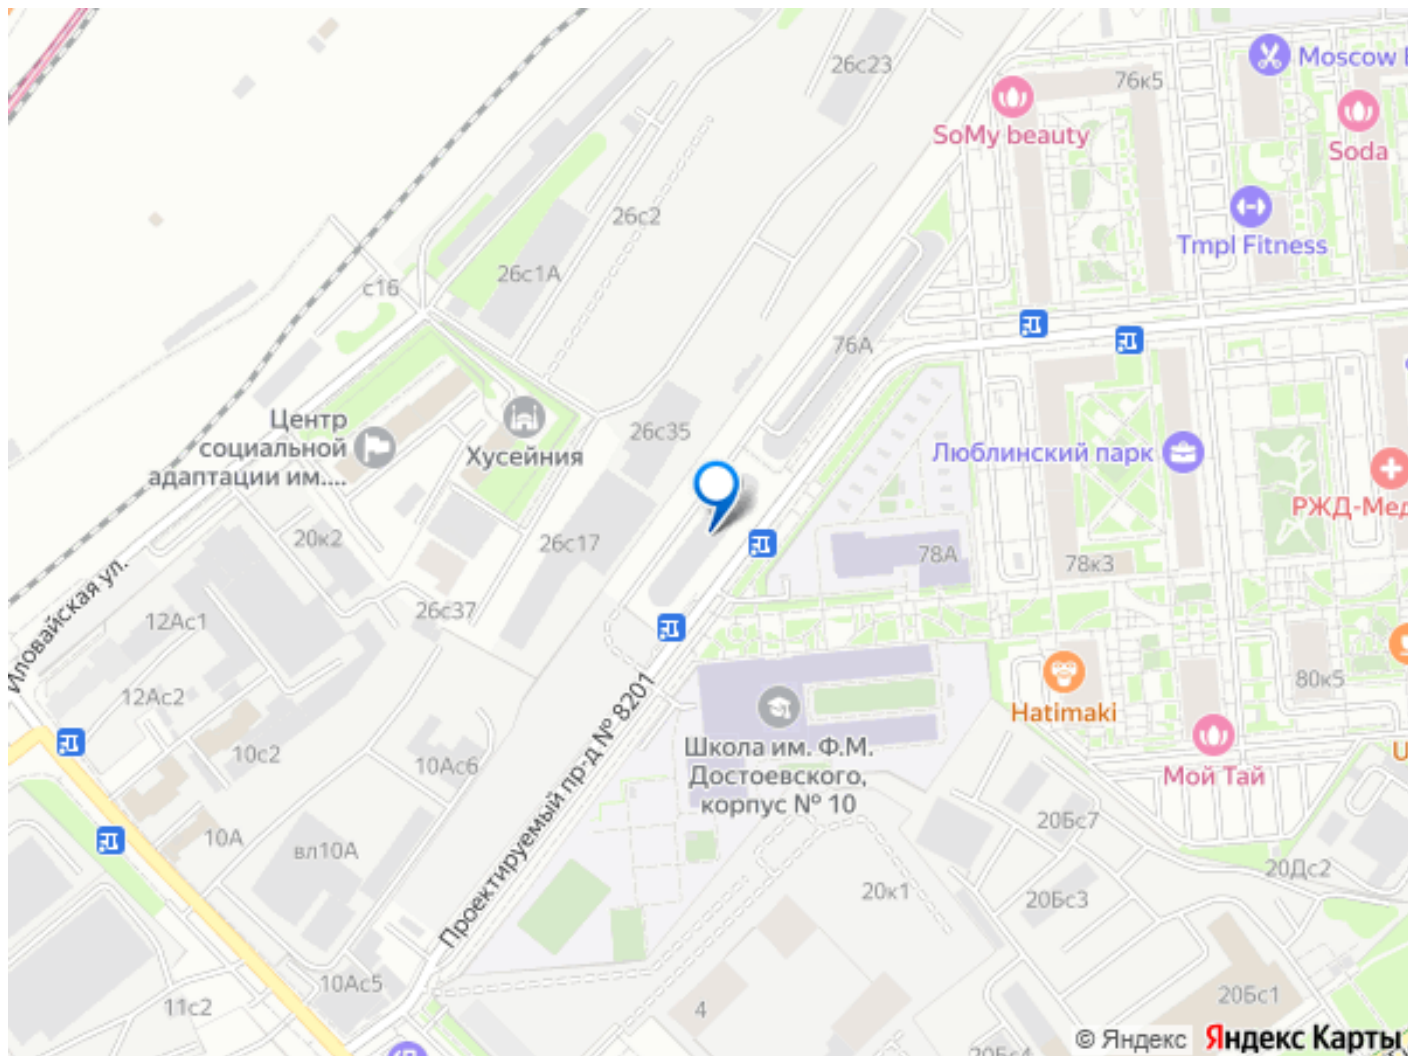 26с23
76к5
Moscow
SoMy beauty
Soda
26с2
Tmpl Fitness
26с1А
с16
76А
Центр
социальной
адаптации им....
Хусейния
26с35
Люблинский парк
РЖД-Мед
20к2
26с17
78А
78к3
Иловайская ул.
12Ас1
26с37
12Ас2
80к5
Hatimaki
10с2
10Ас6
Школа им. Ф.М.
Достоевского,
корпус № 10
Мой Тай
Проектируемый пр-д № 8201
10А
вл10А
20Бс7
20Дс2
20к1
20Бс3
10Ас5
11с2
4
20Бс1
20Бс4
© Яндекс Яндекс Карты